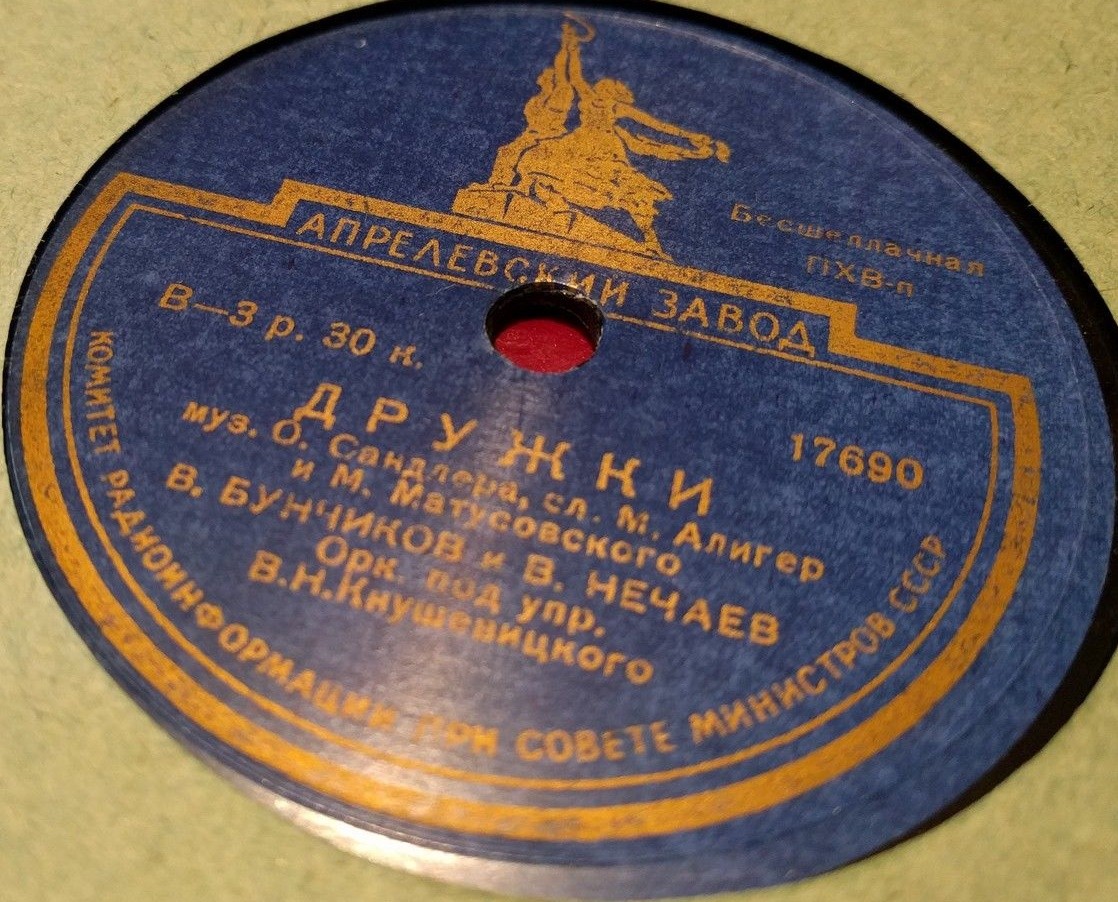 Бесшеллачная
ПХВ-п
АПРЕЛЕВСКИЙ ЗАВОД
В—3 р. 30 к.
17690
ДРУЖКИ
муз. О. Сандлера, сл. М. Алигер
и М. Матусовского
В. БУНЧИКОВ и В. НЕЧАЕВ
Орк. под упр.
В.Н.Кнушевицкого
КОМИТЕТ РАДИОИНФОРМАЦИИ ПРИ СОВЕТЕ МИНИСТРОВ СССР